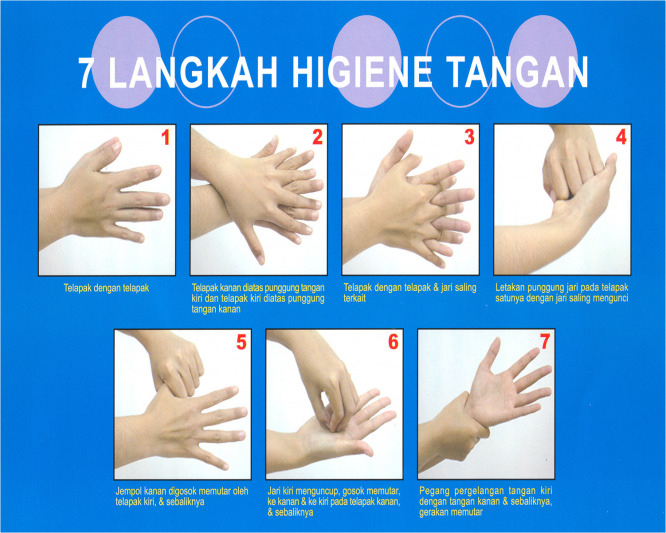 7 LANGKAH HIGIENE TANGAN
1
Telapak dengan telapak
2
Telapak kanan diatas punggung tangan
kiri dan telapak kiri diatas punggung
tangan kanan
3
Telapak dengan telapak & jari saling
terkait
4
Letakan punggung jari pada telapak
satunya dengan jari saling mengunci
5
Jempol kanan digosok memutar oleh
telapak kiri, & sebaliknya
6
Jari kiri menguncup, gosok memutar,
ke kanan & ke kiri pada telapak kanan,
& sebaliknya
7
Pegang pergelangan tangan kiri
dengan tangan kanan & sebaliknya,
gerakan memutar